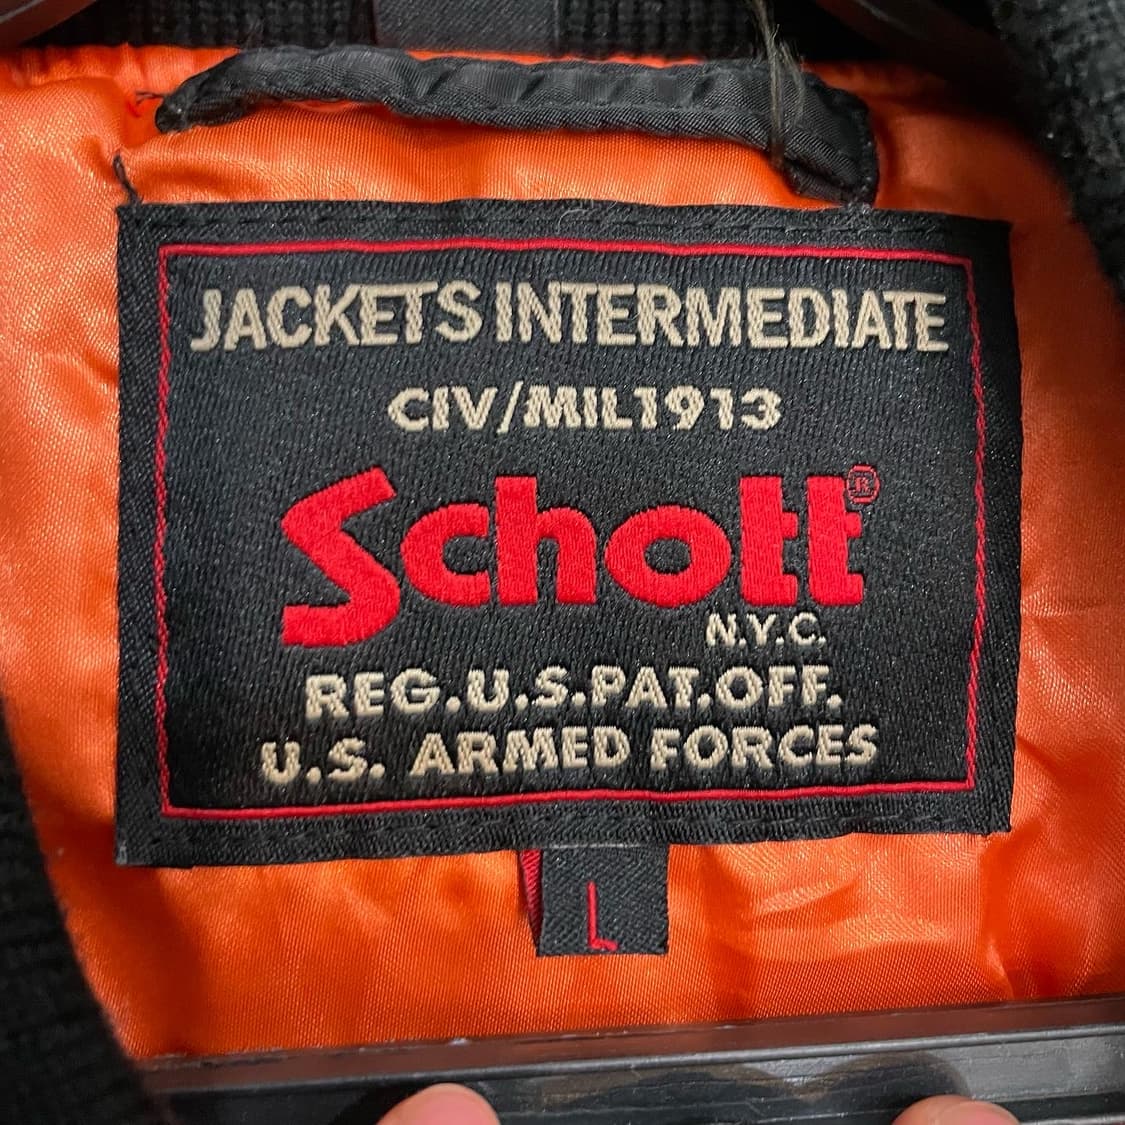 JACKETS INTERMEDIATE
CIV/MIL1913
Schott®
N.Y.C.
REG.U.S.PAT.OFF.
U.S. ARMED FORCES
L